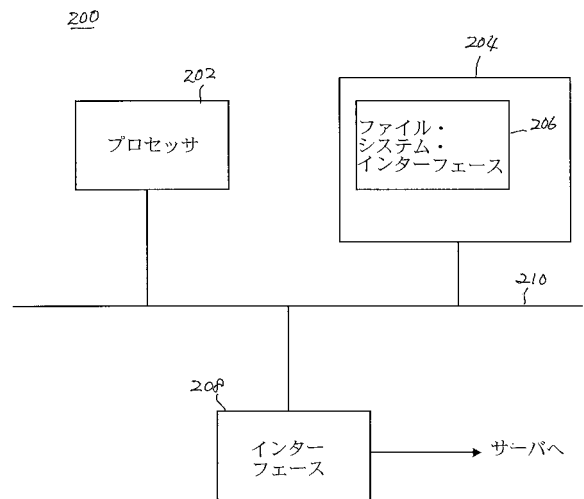 200
202
プロセッサ
204
ファイル・
システム・
インターフェース
206
210
208
インター
フェース
サーバへ